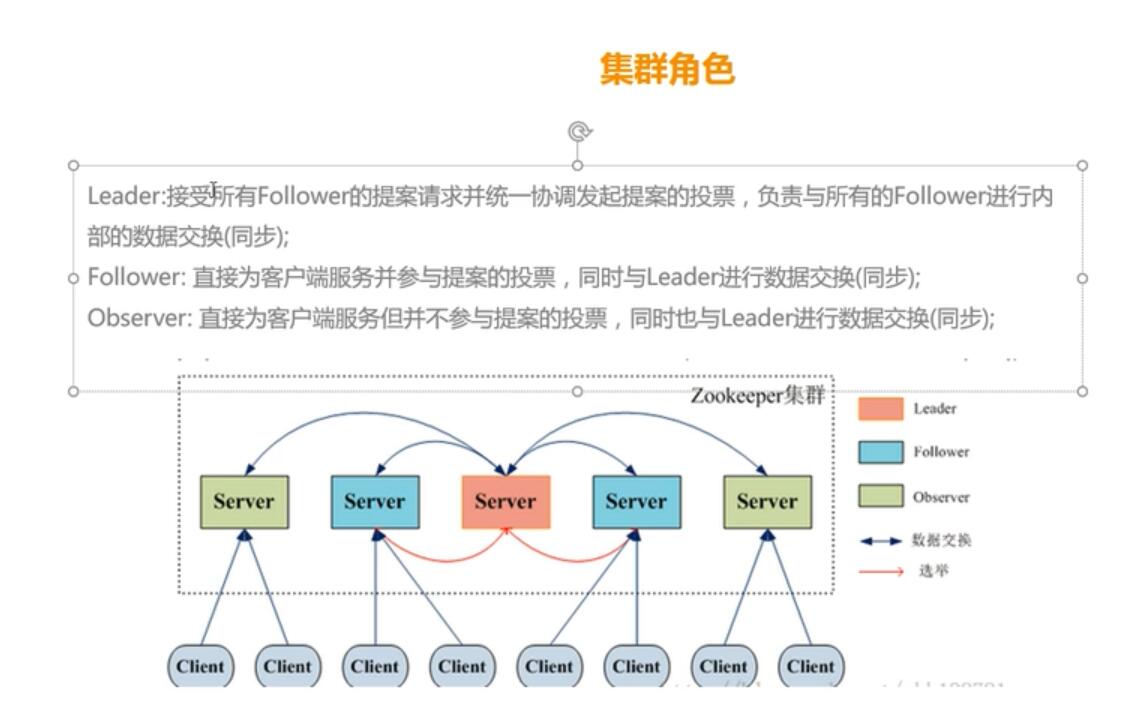 集群角色
Leader:接受所有Follower的提案请求并统一协调发起提案的投票，负责与所有的Follower进行内
部的数据交换(同步);
Follower: 直接为客户端服务并参与提案的投票，同时与Leader进行数据交换(同步);
Observer: 直接为客户端服务但并不参与提案的投票，同时也与Leader进行数据交换(同步);
Zookeeper集群
Leader
Follower
Server Server Server Server Server
Observer
数据交换
选举
Client Client Client Client Client Client Client Client